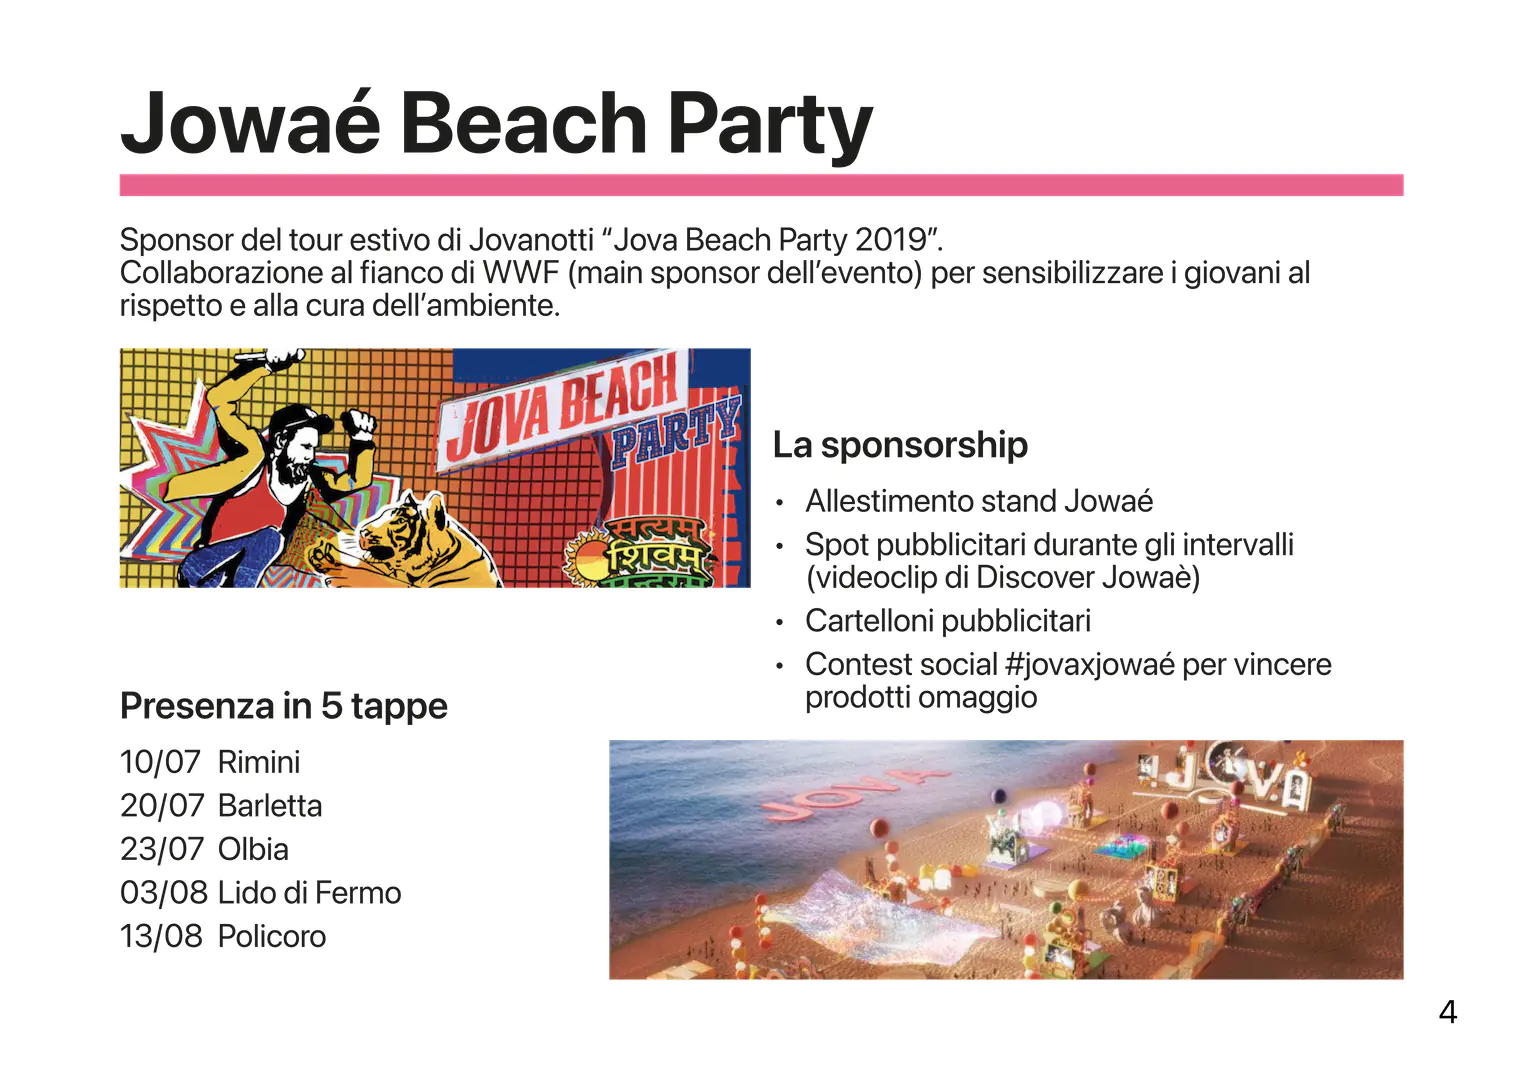 Jowaé Beach Party
Sponsor del tour estivo di Jovanotti “Jova Beach Party 2019”.
Collaborazione al fianco di WWF (main sponsor dell’evento) per sensibilizzare i giovani al
rispetto e alla cura dell’ambiente.
JOVA BEACH
PARTY
सत्यम
शिवम
सुन्दरम
La sponsorship
• Allestimento stand Jowaé
• Spot pubblicitari durante gli intervalli
(videoclip di Discover Jowaè)
• Cartelloni pubblicitari
• Contest social #jovaxjowaé per vincere
prodotti omaggio
Presenza in 5 tappe
10/07 Rimini
20/07 Barletta
23/07 Olbia
03/08 Lido di Fermo
13/08 Policoro
JOVA
JOVA
4